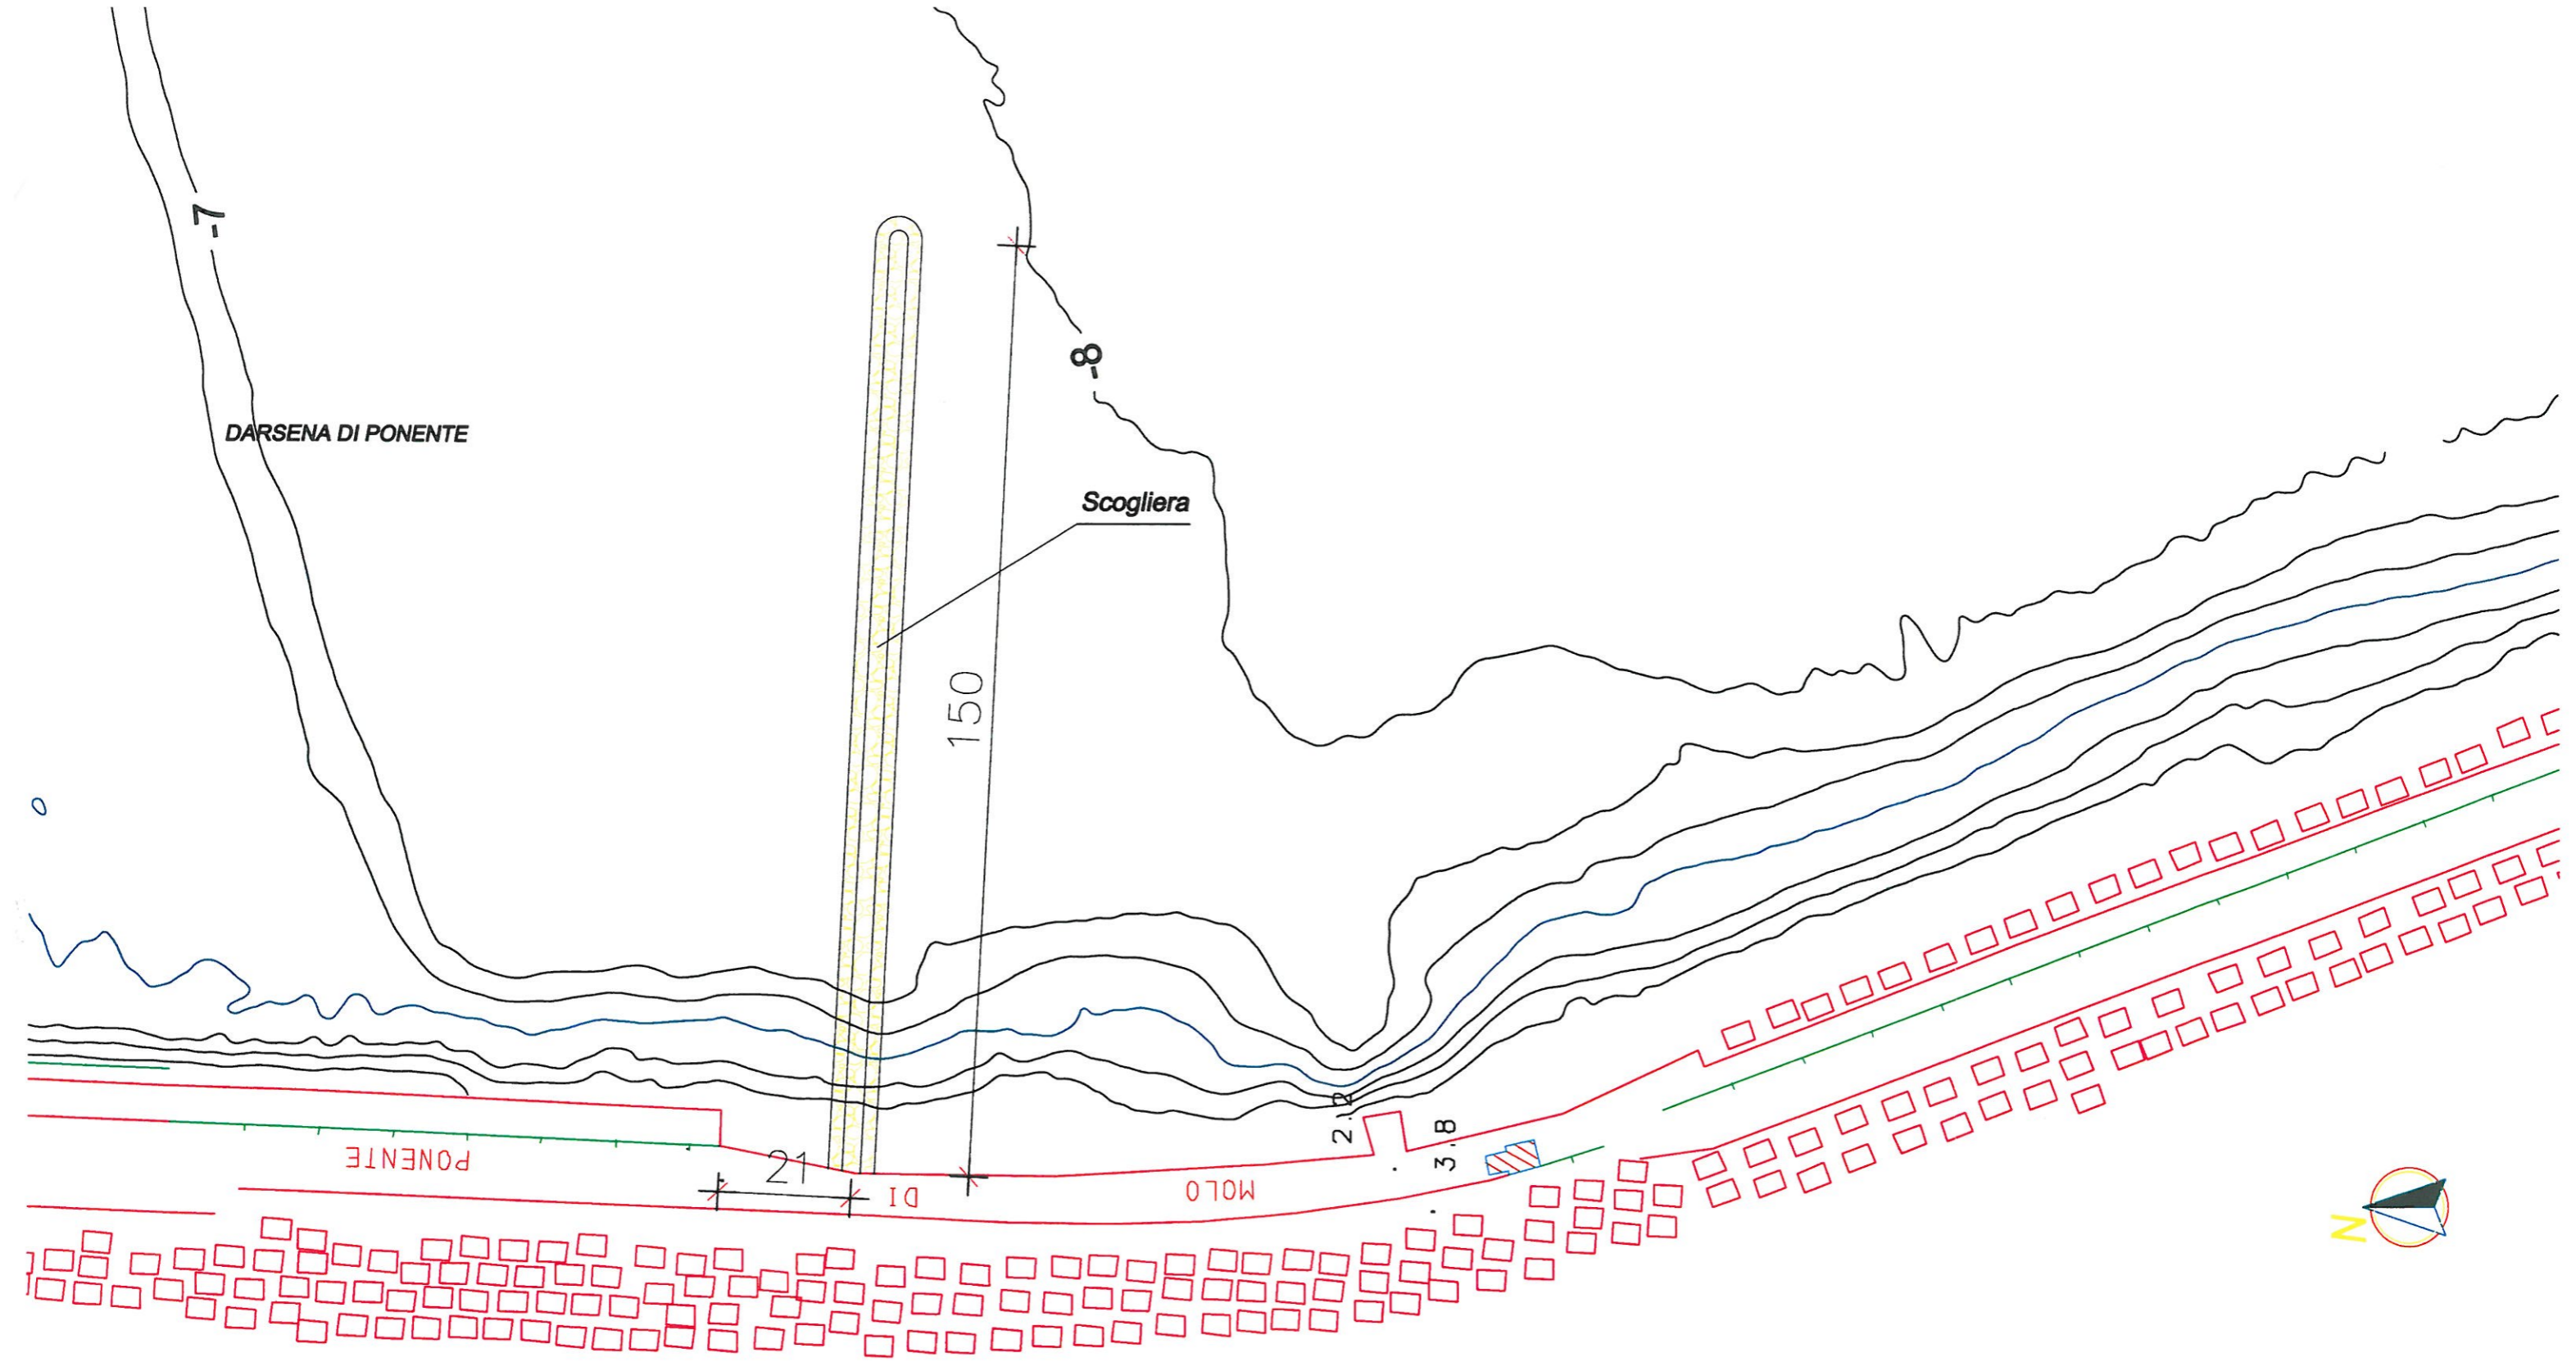 -7
-8
DARSENA DI PONENTE
Scogliera
150
2.2
3.8
21
MOLO
DI
PONENTE
N